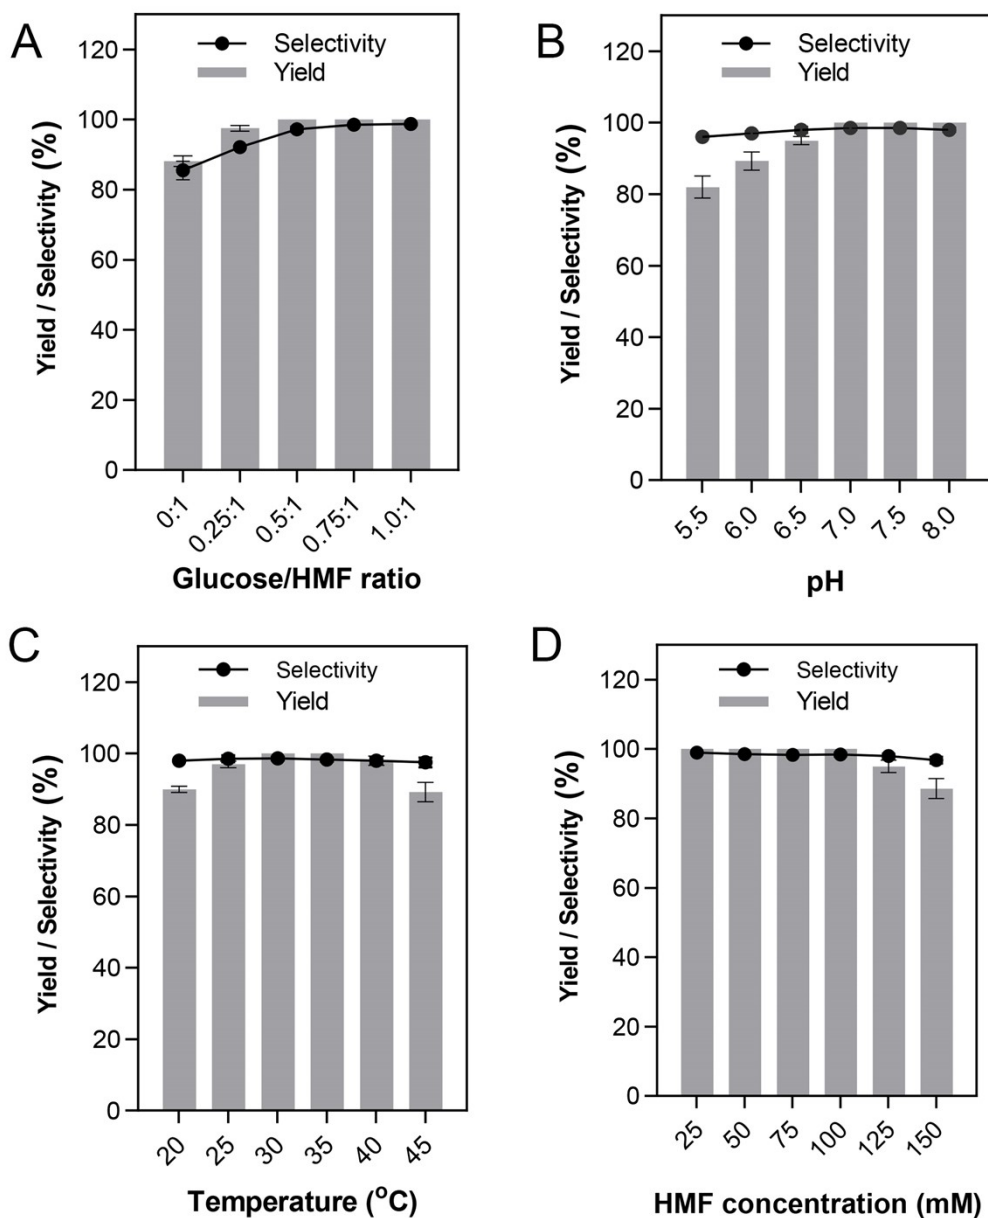 A
Yield / Selectivity (%)
120
100
80
60
40
20
0
Selectivity
Yield
0:1
0.25:1
0.5:1
0.75:1
1.0:1
Glucose/HMF ratio
B
Yield / Selectivity (%)
120
100
80
60
40
20
0
Selectivity
Yield
5.5
6.0
6.5
7.0
7.5
8.0
pH
C
Yield / Selectivity (%)
120
100
80
60
40
20
0
Selectivity
Yield
20
25
30
35
40
45
Temperature (°C)
D
Yield / Selectivity (%)
120
100
80
60
40
20
0
Selectivity
Yield
25
50
75
100
125
150
HMF concentration (mM)